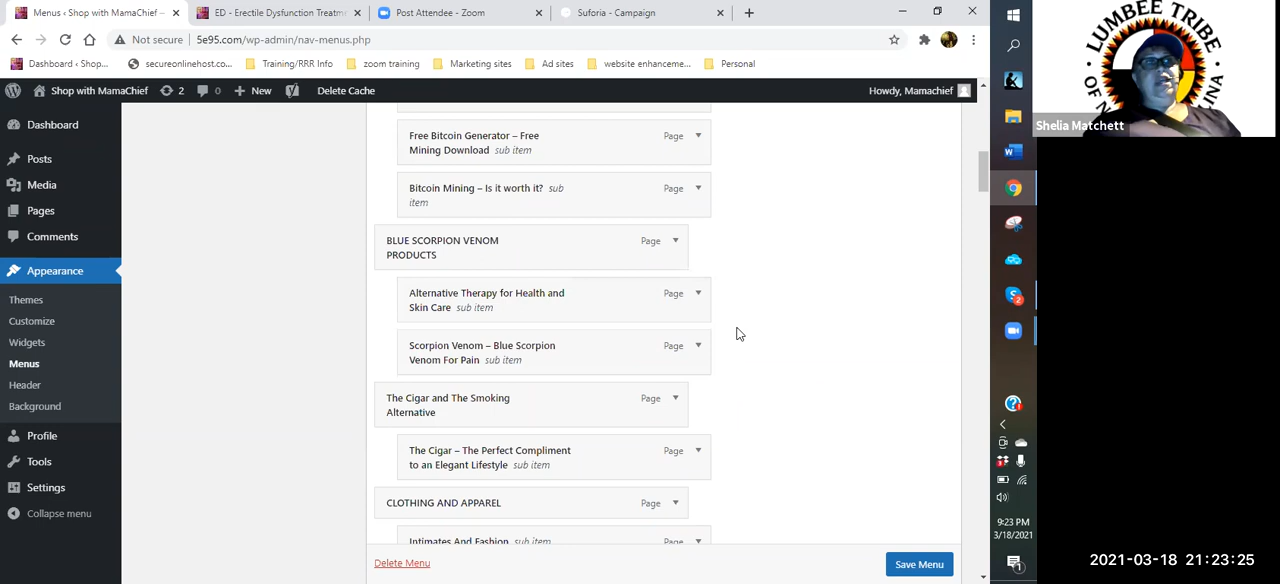 Menus ‹ Shop with MamaChief –
ED - Erectile Dysfunction Treatm
Post Attendee - Zoom
Suforia - Campaign
Not secure
5e95.com/wp-admin/nav-menus.php
Dashboard ‹ Shop...
secureonlinehost.co...
Training/RRR Info
zoom training
Marketing sites
Ad sites
website enhanceme...
Personal
Shop with MamaChief
2
New
Delete Cache
Howdy, Mamachief
Dashboard
Posts
Media
Pages
Comments
Appearance
Themes
Customize
Widgets
Menus
Header
Background
Profile
Tools
Settings
Collapse menu
Free Bitcoin Generator – Free
Mining Download sub item
Page
Bitcoin Mining – Is it worth it? sub
item
Page
BLUE SCORPION VENOM
PRODUCTS
Page
Alternative Therapy for Health and
Skin Care sub item
Page
Scorpion Venom – Blue Scorpion
Venom For Pain sub item
Page
The Cigar and The Smoking
Alternative
Page
The Cigar – The Perfect Compliment
to an Elegant Lifestyle sub item
Page
CLOTHING AND APPAREL
Page
Intimates And Fashion sub item
Page
Delete Menu
Save Menu
LUMBEE TRIBE
Shelia Matchett
9:23 PM
3/18/2021
2021-03-18 21:23:25